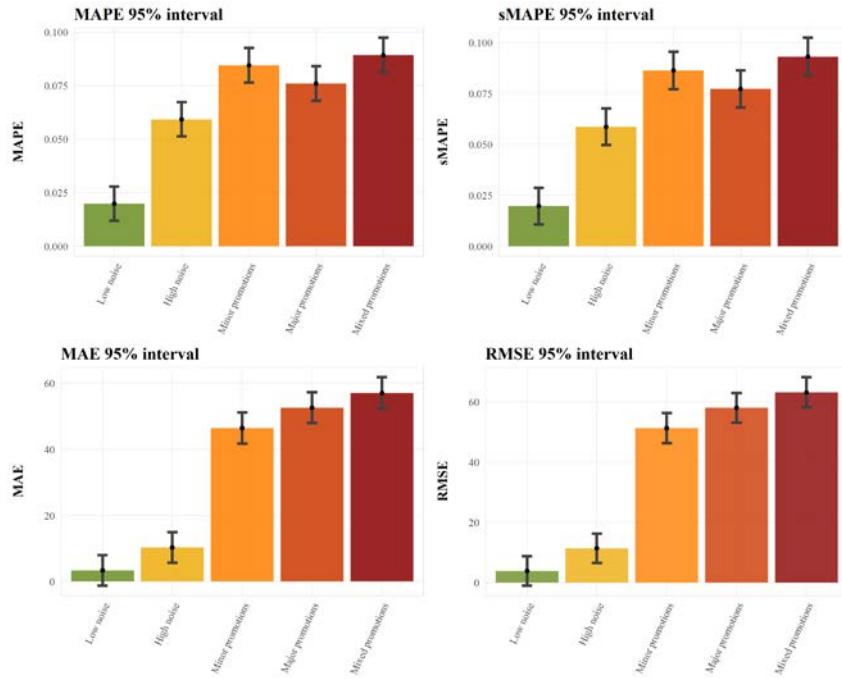 MAPE 95% interval
0.100
0.075
0.050
0.025
0.000
MAPE
Low noise
High noise
Minor promotions
Major promotions
Mixed promotions
sMAPE 95% interval
0.100
0.075
0.050
0.025
0.000
sMAPE
Low noise
High noise
Minor promotions
Major promotions
Mixed promotions
MAE 95% interval
60
40
20
0
MAE
Low noise
High noise
Minor promotions
Major promotions
Mixed promotions
RMSE 95% interval
60
40
20
0
RMSE
Low noise
High noise
Minor promotions
Major promotions
Mixed promotions